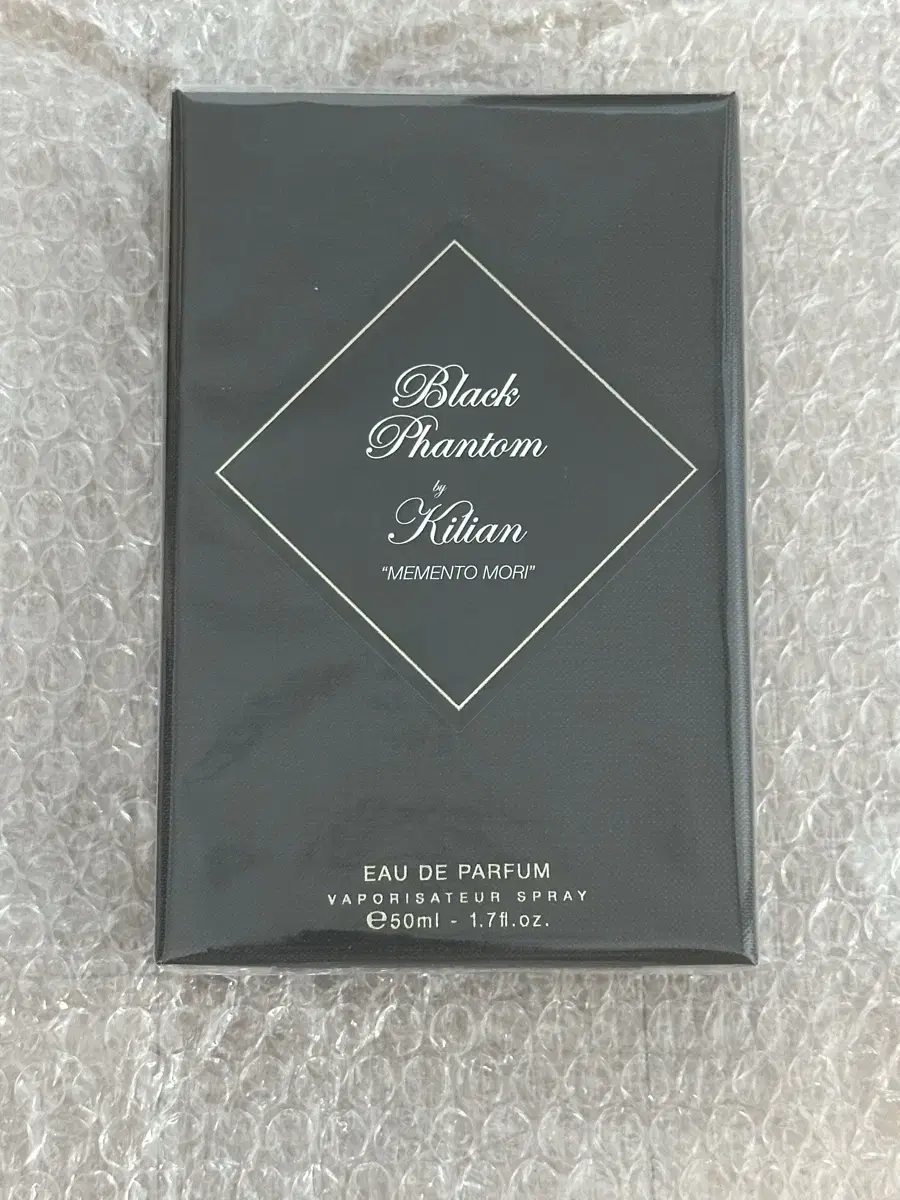 Black
Phantom
by
Kilian
“MEMENTO MORI”
EAU DE PARFUM
VAPORISATEUR SPRAY
℮50ml - 1.7fl.oz.